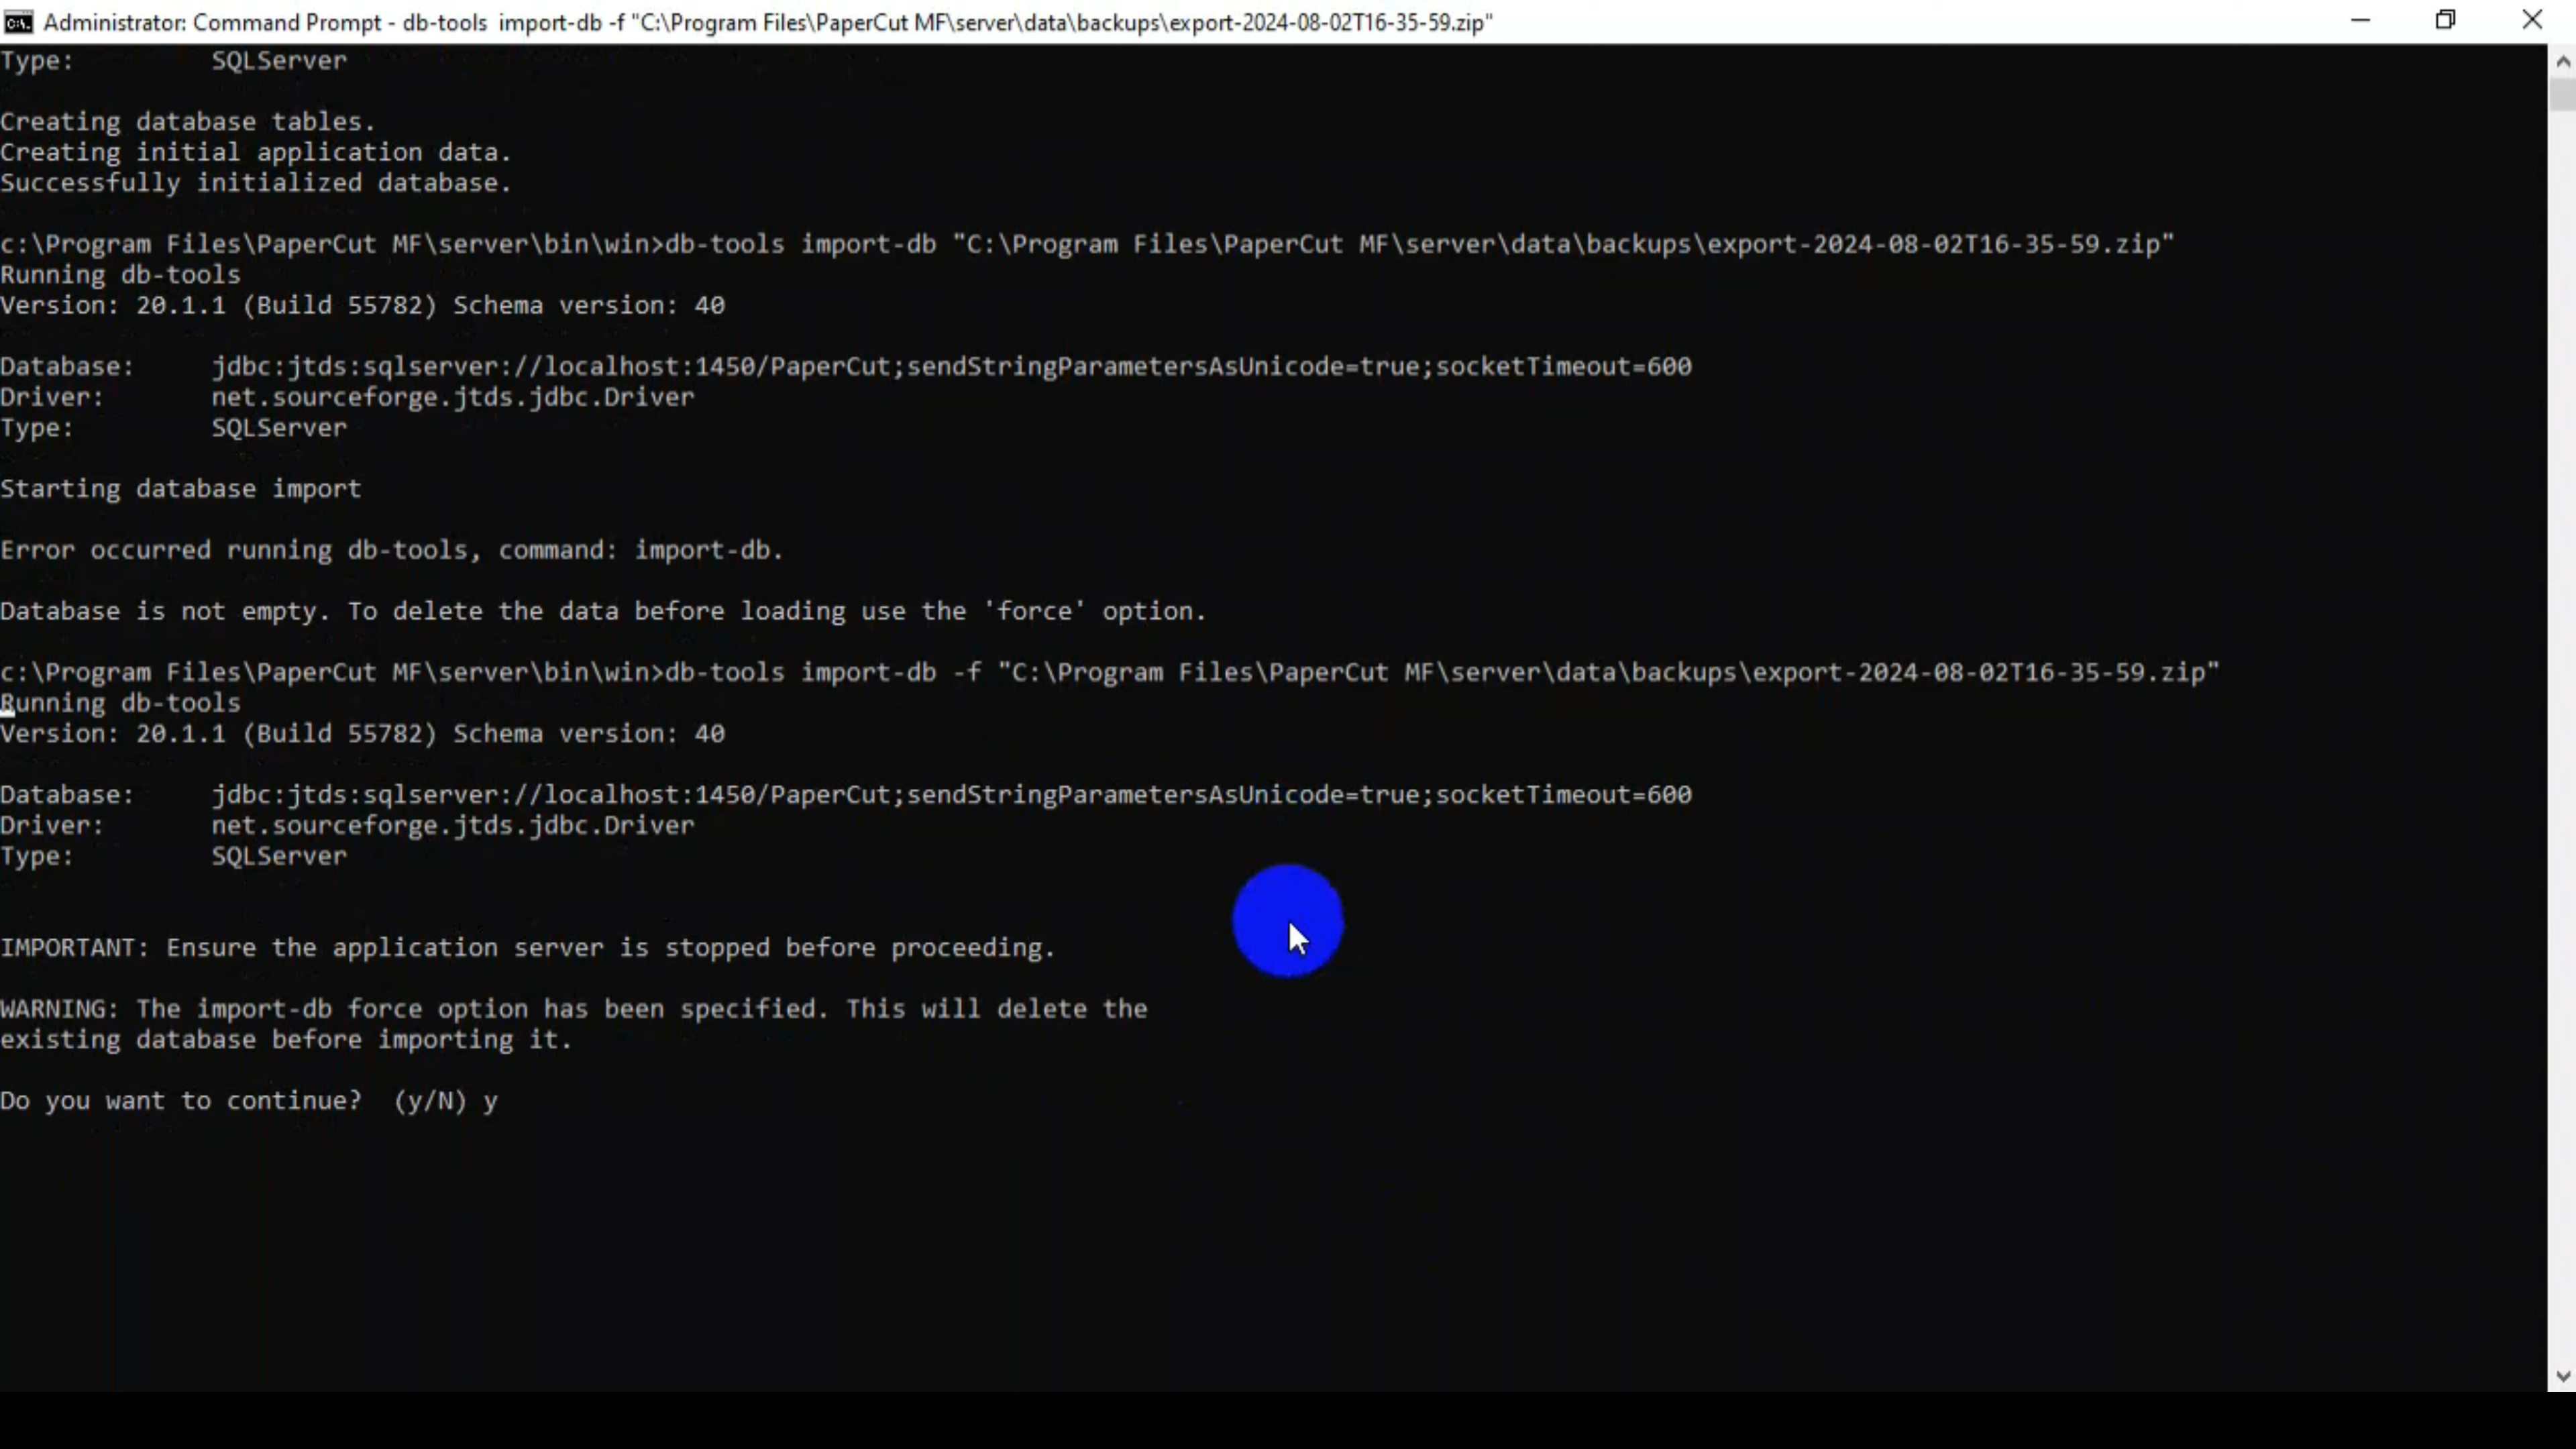 Administrator: Command Prompt - db-tools  import-db -f "C:\Program Files\PaperCut MF\server\data\backups\export-2024-08-02T16-35-59.zip"
Type:         SQLServer
Creating database tables.
Creating initial application data.
Successfully initialized database.
c:\Program Files\PaperCut MF\server\bin\win>db-tools import-db "C:\Program Files\PaperCut MF\server\data\backups\export-2024-08-02T16-35-59.zip"
Running db-tools
Version: 20.1.1 (Build 55782) Schema version: 40
Database:     jdbc:jtds:sqlserver://localhost:1450/PaperCut;sendStringParametersAsUnicode=true;socketTimeout=600
Driver:       net.sourceforge.jtds.jdbc.Driver
Type:         SQLServer
Starting database import
Error occurred running db-tools, command: import-db.
Database is not empty. To delete the data before loading use the 'force' option.
c:\Program Files\PaperCut MF\server\bin\win>db-tools import-db -f "C:\Program Files\PaperCut MF\server\data\backups\export-2024-08-02T16-35-59.zip"
Running db-tools
Version: 20.1.1 (Build 55782) Schema version: 40
Database:     jdbc:jtds:sqlserver://localhost:1450/PaperCut;sendStringParametersAsUnicode=true;socketTimeout=600
Driver:       net.sourceforge.jtds.jdbc.Driver
Type:         SQLServer
IMPORTANT: Ensure the application server is stopped before proceeding.
WARNING: The import-db force option has been specified. This will delete the
existing database before importing it.
Do you want to continue?  (y/N) y